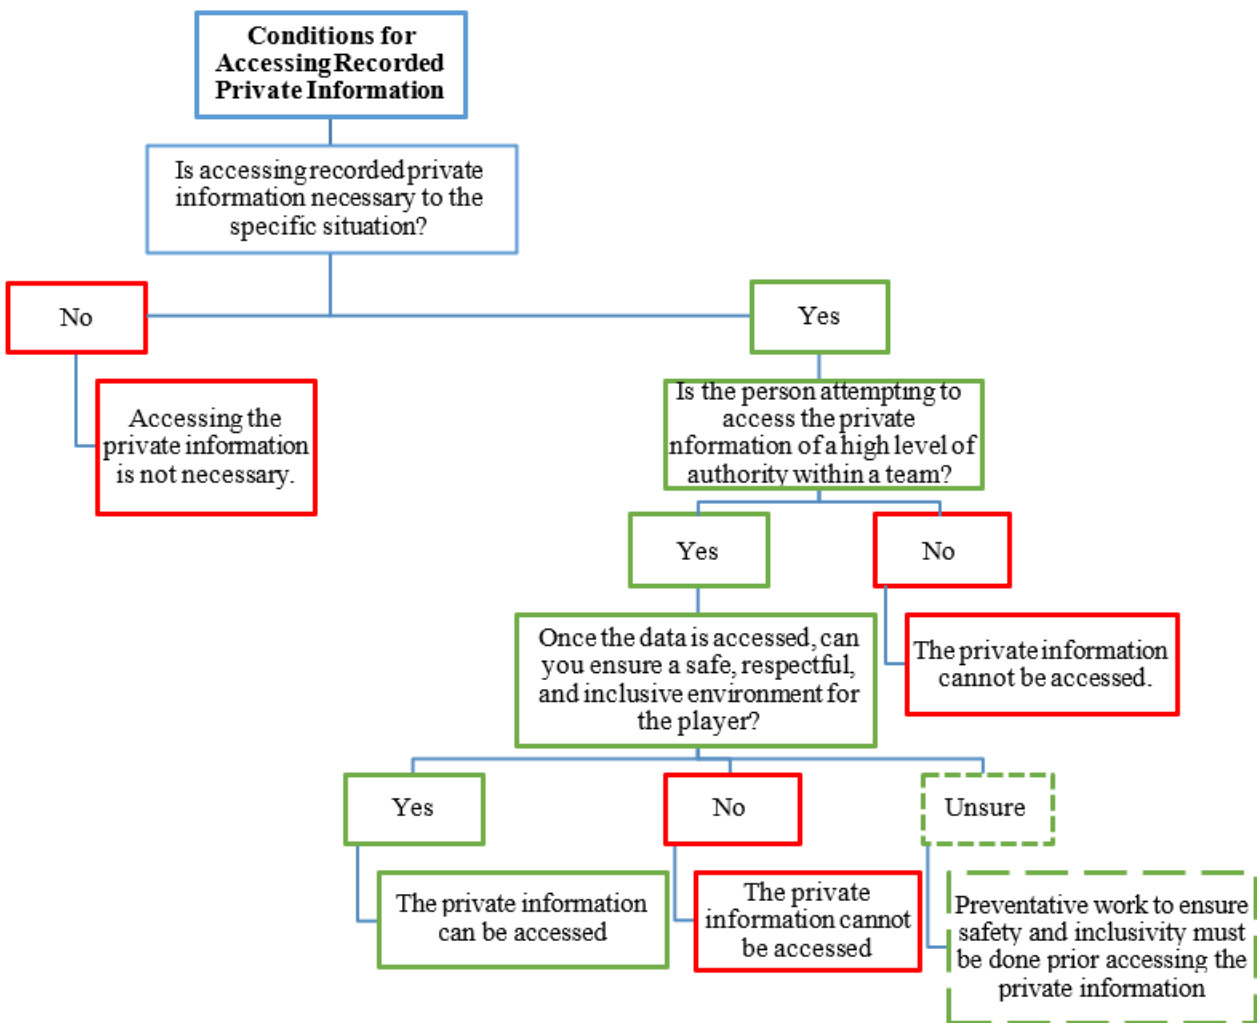 Conditions for
Accessing Recorded
Private Information
Is accessing recorded private
information necessary to the
specific situation?
No
Yes
Accessing the
private information
is not necessary.
Is the person attempting to
access the private
nformation of a high level of
authority within a team?
Yes
No
Once the data is accessed, can
you ensure a safe, respectful,
and inclusive environment for
the player?
The private information
cannot be accessed.
Yes
No
Unsure
The private information
can be accessed
The private
information cannot
be accessed
Preventative work to ensure
safety and inclusivity must
be done prior accessing the
private information